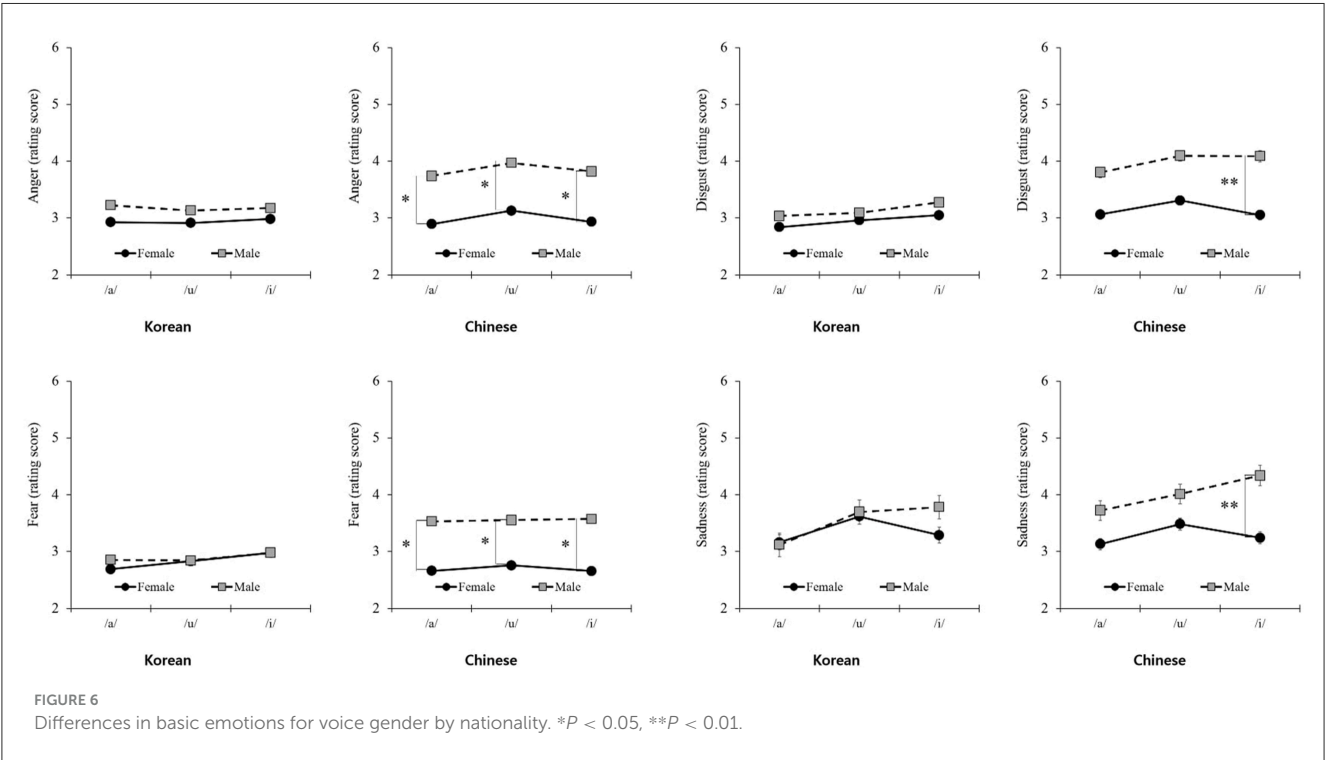 6
5
4
3
2
Anger (rating score)
Female
Male
/a/
/u/
/i/
Korean
6
5
4
3
2
Anger (rating score)
*
*
*
Female
Male
/a/
/u/
/i/
Chinese
6
5
4
3
2
Disgust (rating score)
Female
Male
/a/
/u/
/i/
Korean
6
5
4
3
2
Disgust (rating score)
**
Female
Male
/a/
/u/
/i/
Chinese
6
5
4
3
2
Fear (rating score)
Female
Male
/a/
/u/
/i/
Korean
6
5
4
3
2
Fear (rating score)
*
*
*
Female
Male
/a/
/u/
/i/
Chinese
6
5
4
3
2
Sadness (rating score)
Female
Male
/a/
/u/
/i/
Korean
6
5
4
3
2
Sadness (rating score)
**
Female
Male
/a/
/u/
/i/
Chinese
FIGURE 6
Differences in basic emotions for voice gender by nationality. *P < 0.05, **P < 0.01.